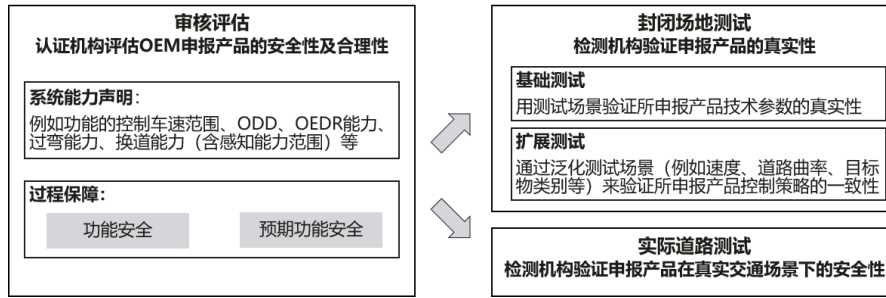 审核评估
认证机构评估OEM申报产品的安全性及合理性
系统能力声明：
例如功能的控制车速范围、ODD、OEDR能力、
过弯能力、换道能力（含感知能力范围）等
过程保障：
功能安全
预期功能安全
封闭场地测试
检测机构验证申报产品的真实性
基础测试
用测试场景验证所申报产品技术参数的真实性
扩展测试
通过泛化测试场景（例如速度、道路曲率、目标
物类别等）来验证所申报产品控制策略的一致性
实际道路测试
检测机构验证申报产品在真实交通场景下的安全性